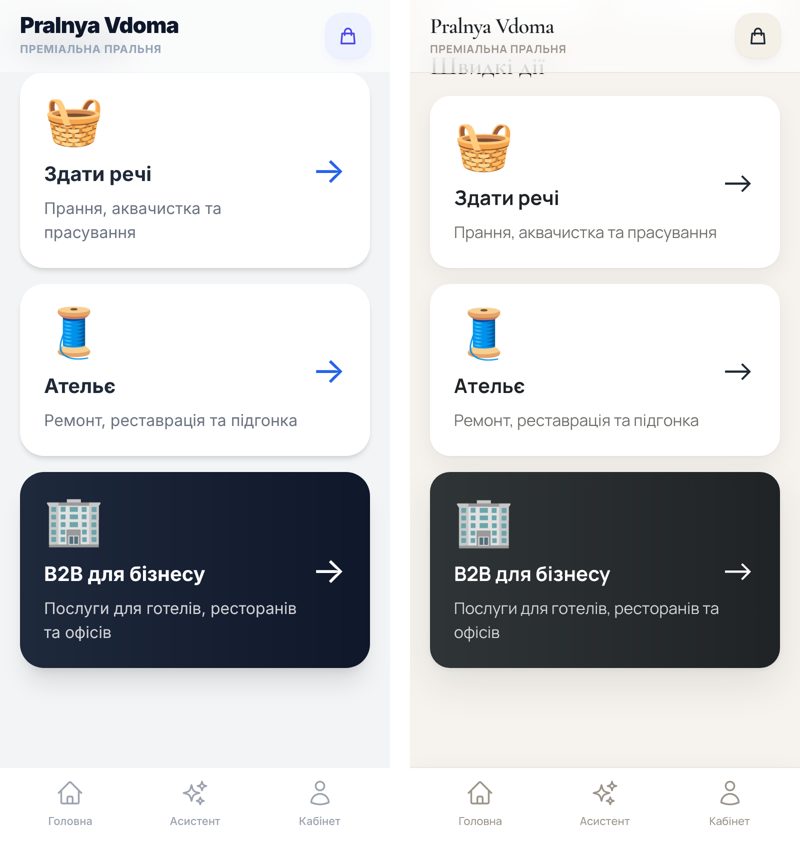 Pralnya Vdoma
ПРЕМІАЛЬНА ПРАЛЬНЯ
Здати речі
Прання, аквачистка та
прасування
Ательє
Ремонт, реставрація та підгонка
B2B для бізнесу
Послуги для готелів, ресторанів
та офісів
Головна
Асистент
Кабінет
Pralnya Vdoma
ПРЕМІАЛЬНА ПРАЛЬНЯ
Швидкі дії
Здати речі
Прання, аквачистка та прасування
Ательє
Ремонт, реставрація та підгонка
B2B для бізнесу
Послуги для готелів, ресторанів та
офісів
Головна
Асистент
Кабінет